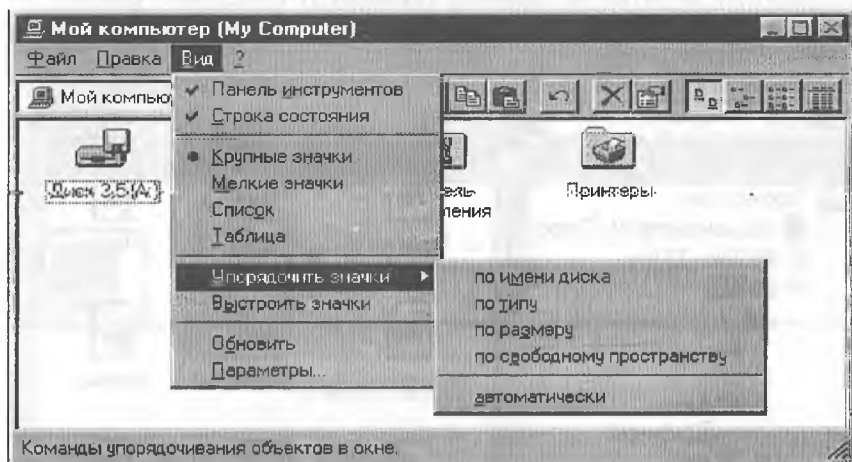 Мой компьютер (My Computer)
Файл Правка Вид ?
Мой компью
Панель инструментов
Строка состояния
Крупные значки
Мелкие значки
Список
Таблица
Упорядочить значки
Выстроить значки
Обновить
Параметры...
Диск 3,5 (A:)
ель
ления
Принтеры
по имени диска
по типу
по размеру
по свободному пространству
автоматически
Команды упорядочивания объектов в окне.